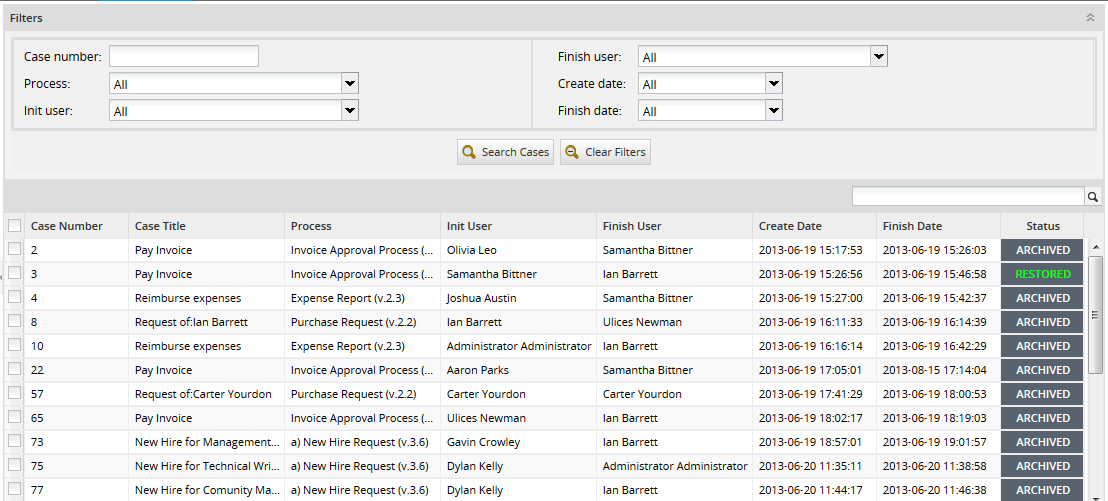 Filters
Case number: Finish user: All
Process: All Create date: All
Init user: All Finish date: All
Search Cases Clear Filters
Case Number Case Title Process Init User Finish User Create Date Finish Date Status
2 Pay Invoice Invoice Approval Process (... Olivia Leo Samantha Bittner 2013-06-19 15:17:53 2013-06-19 15:26:03 ARCHIVED
3 Pay Invoice Invoice Approval Process (... Samantha Bittner Ian Barrett 2013-06-19 15:26:56 2013-06-19 15:46:58 RESTORED
4 Reimburse expenses Expense Report (v.2.3) Joshua Austin Samantha Bittner 2013-06-19 15:27:00 2013-06-19 15:42:37 ARCHIVED
8 Request of:Ian Barrett Purchase Request (v.2.2) Ian Barrett Ulices Newman 2013-06-19 16:11:33 2013-06-19 16:14:39 ARCHIVED
10 Reimburse expenses Expense Report (v.2.3) Administrator Administrator Ian Barrett 2013-06-19 16:16:14 2013-06-19 16:42:29 ARCHIVED
22 Pay Invoice Invoice Approval Process (... Aaron Parks Samantha Bittner 2013-06-19 17:05:01 2013-08-15 17:14:04 ARCHIVED
57 Request of:Carter Yourdon Purchase Request (v.2.2) Carter Yourdon Carter Yourdon 2013-06-19 17:41:29 2013-06-19 18:00:53 ARCHIVED
65 Pay Invoice Invoice Approval Process (... Ulices Newman Ian Barrett 2013-06-19 18:02:17 2013-06-19 18:19:03 ARCHIVED
73 New Hire for Management... a) New Hire Request (v.3.6) Gavin Crowley Ian Barrett 2013-06-19 18:57:01 2013-06-19 19:01:57 ARCHIVED
75 New Hire for Technical Wri... a) New Hire Request (v.3.6) Dylan Kelly Administrator Administrator 2013-06-20 11:35:11 2013-06-20 11:38:58 ARCHIVED
77 New Hire for Comunity Ma... a) New Hire Request (v.3.6) Dylan Kelly Ian Barrett 2013-06-20 11:44:17 2013-06-20 11:46:38 ARCHIVED